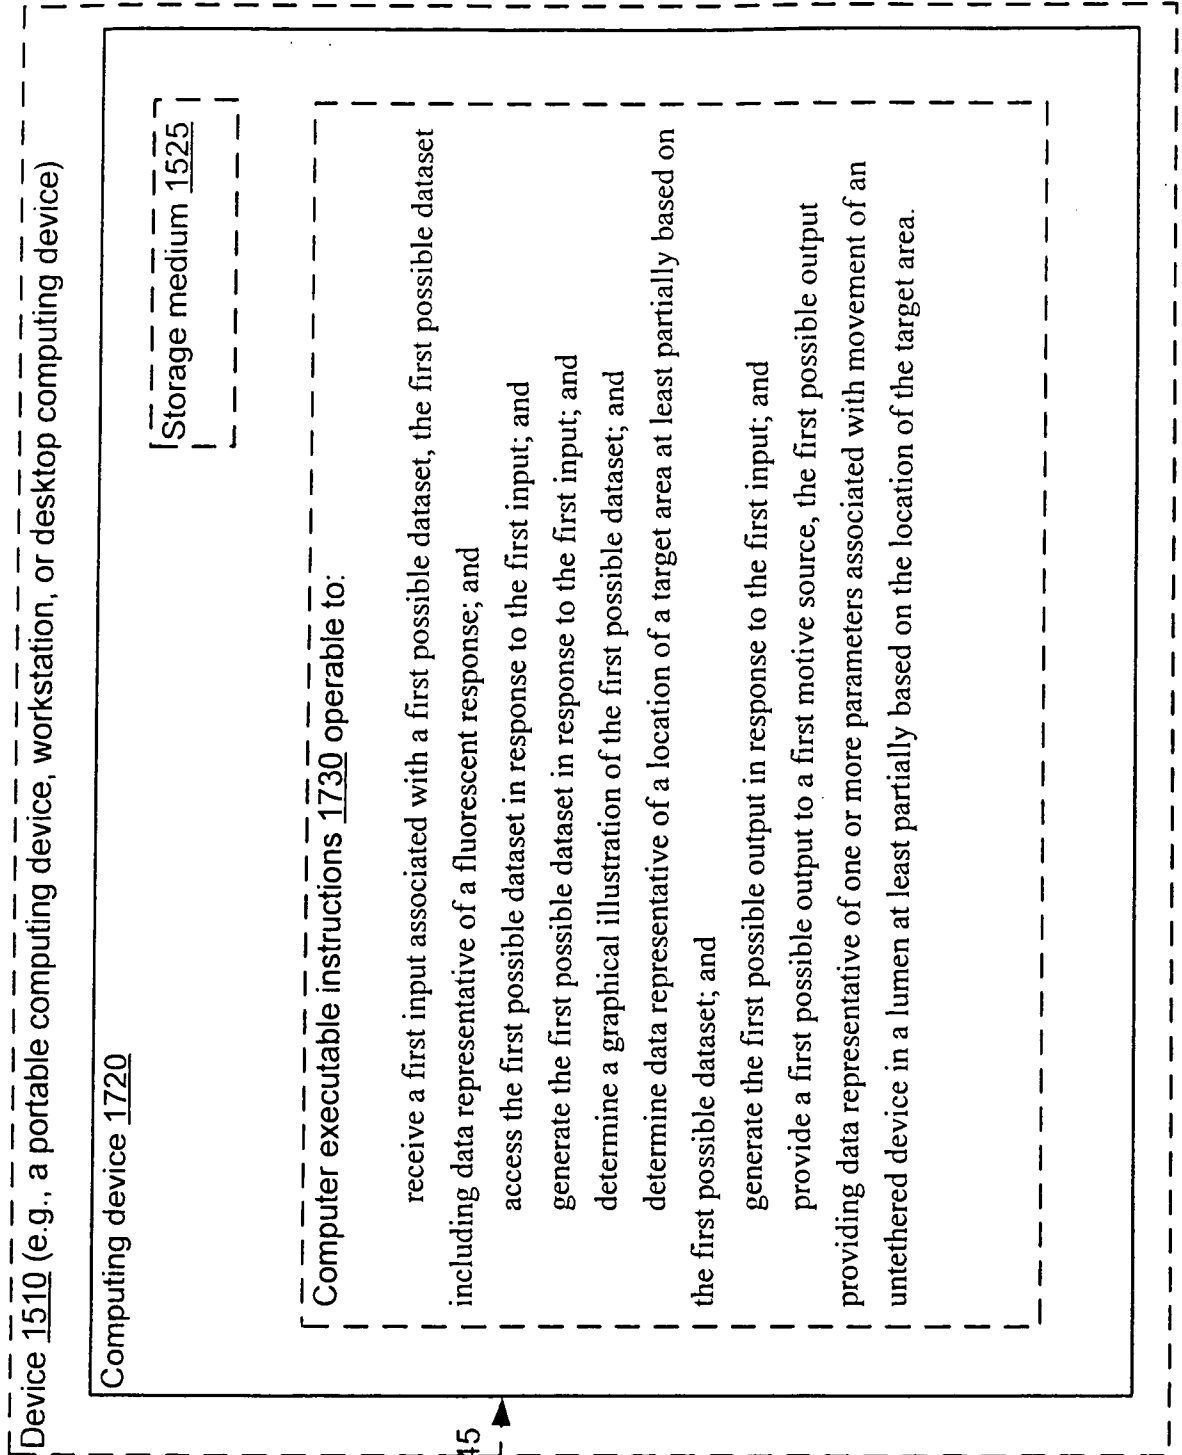 Device 1510 (e.g., a portable computing device, workstation, or desktop computing device)
Computing device 1720
Storage medium 1525
Computer executable instructions 1730 operable to:
receive a first input associated with a first possible dataset, the first possible dataset
including data representative of a fluorescent response; and
access the first possible dataset in response to the first input; and
generate the first possible dataset in response to the first input; and
determine a graphical illustration of the first possible dataset; and
determine data representative of a location of a target area at least partially based on
the first possible dataset; and
generate the first possible output in response to the first input; and
provide a first possible output to a first motive source, the first possible output
providing data representative of one or more parameters associated with movement of an
untethered device in a lumen at least partially based on the location of the target area.